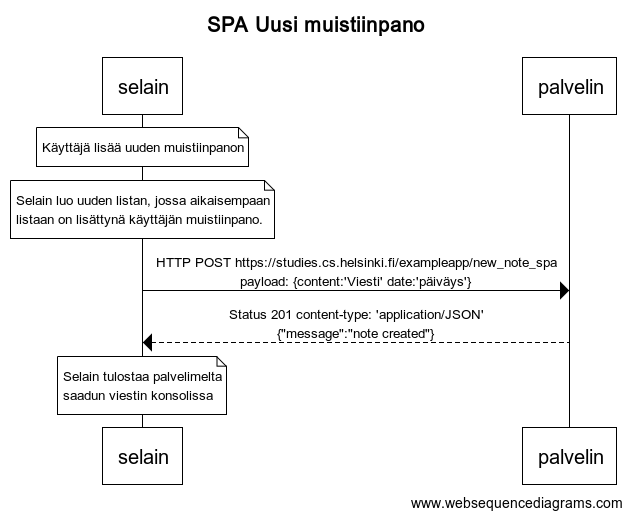 SPA Uusi muistiinpano
selain
palvelin
Käyttäjä lisää uuden muistiinpanon
Selain luo uuden listan, jossa aikaisempaan
listaan on lisättynä käyttäjän muistiinpano.
HTTP POST https://studies.cs.helsinki.fi/exampleapp/new_note_spa
payload: {content:'Viesti' date:'päiväys'}
Status 201 content-type: 'application/JSON'
{"message":"note created"}
Selain tulostaa palvelimelta
saadun viestin konsolissa
selain
palvelin
www.websequencediagrams.com